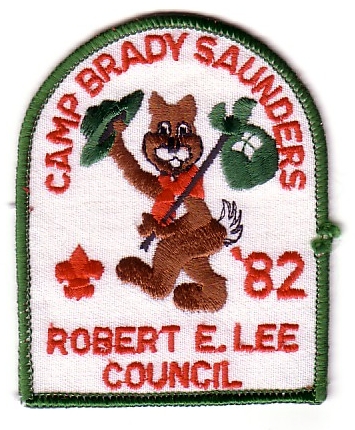 CAMP BRADY SAUNDERS
'82
ROBERT E. LEE
COUNCIL